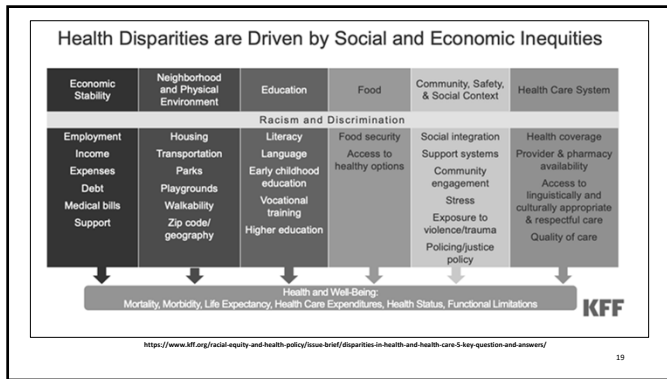 Health Disparities are Driven by Social and Economic Inequities
Economic
Stability
Neighborhood
and Physical
Environment
Education
Food
Community, Safety,
& Social Context
Health Care System
Racism and Discrimination
Employment
Income
Expenses
Debt
Medical bills
Support
Housing
Transportation
Parks
Playgrounds
Walkability
Zip code/
geography
Literacy
Language
Early childhood
education
Vocational
training
Higher education
Food security
Access to
healthy options
Social integration
Support systems
Community
engagement
Stress
Exposure to
violence/trauma
Policing/justice
policy
Health coverage
Provider & pharmacy
availability
Access to
linguistically and
culturally appropriate
& respectful care
Quality of care
Health and Well-Being:
Mortality, Morbidity, Life Expectancy, Health Care Expenditures, Health Status, Functional Limitations
KFF
https://www.kff.org/racial-equity-and-health-policy/issue-brief/disparities-in-health-and-health-care-5-key-question-and-answers/
19